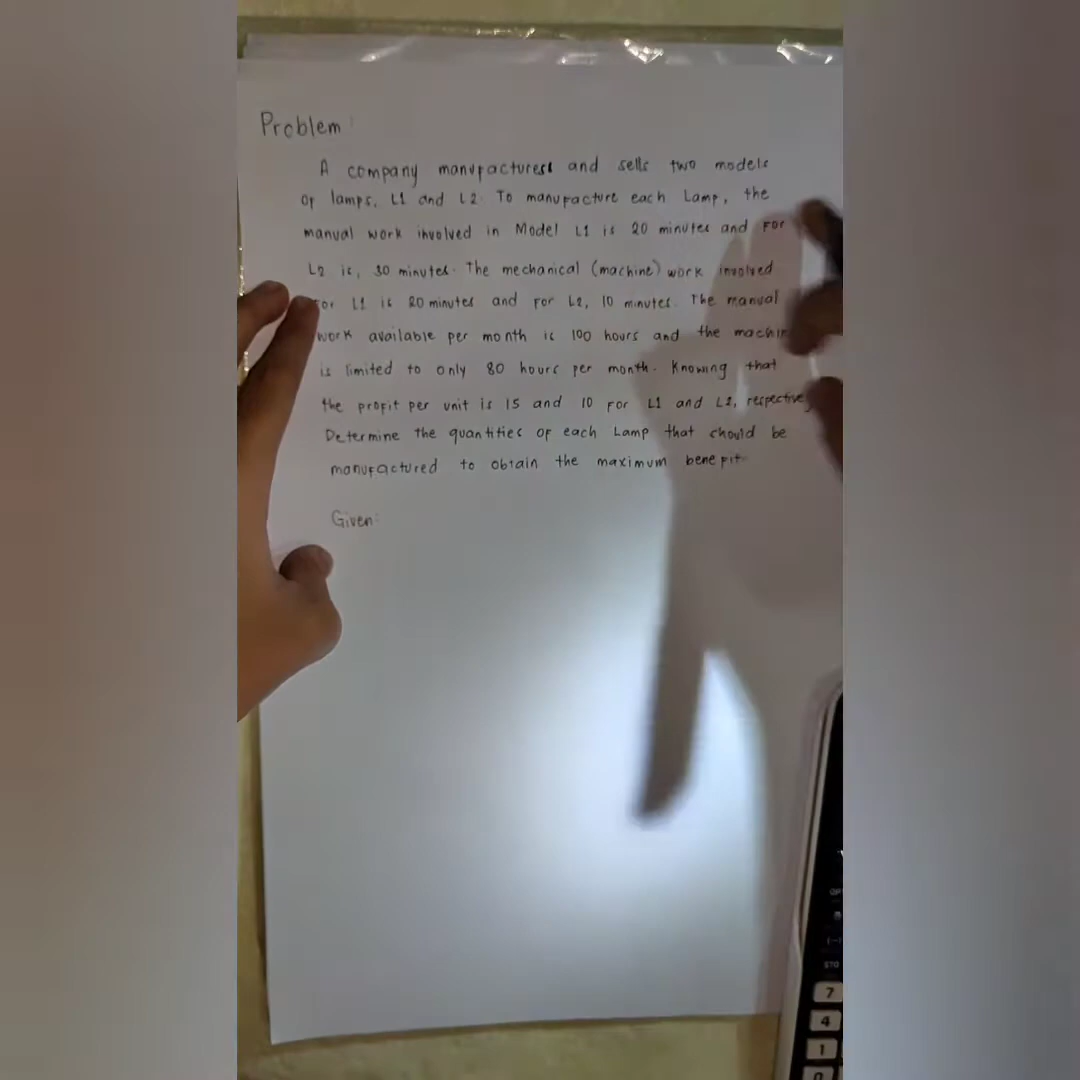 Problem:
A company manufactures and sells two models
of lamps, L1 and L2. To manufacture each Lamp, the
manual work involved in Model L1 is 20 minutes and For
L2 is, 30 minutes. The mechanical (machine) work involved
For L1 is 20 minutes and for L2, 10 minutes. The manual
work available per month is 100 hours and the machin
is limited to only 80 hours per month. Knowing that
the profit per unit is 15 and 10 for L1 and L2, respective
Determine the quantities of each Lamp that should be
manufactured to obtain the maximum benefit.
Given:
7
4
1
0
STO
(-)